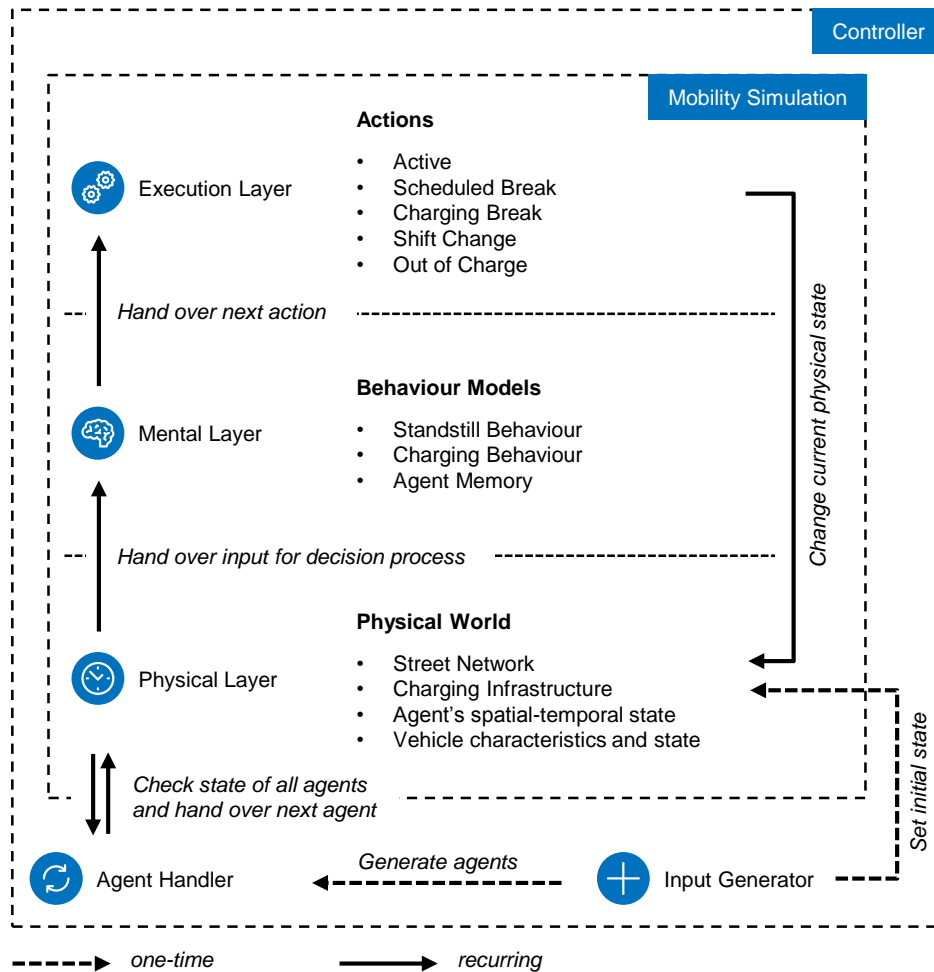 Controller
Mobility Simulation
Actions
Execution Layer
• Active
• Scheduled Break
• Charging Break
• Shift Change
• Out of Charge
Hand over next action
Change current physical state
Behaviour Models
Mental Layer
• Standstill Behaviour
• Charging Behaviour
• Agent Memory
Hand over input for decision process
Physical World
Physical Layer
• Street Network
• Charging Infrastructure
• Agent’s spatial-temporal state
• Vehicle characteristics and state
Set initial state
Check state of all agents
and hand over next agent
Agent Handler
Generate agents
Input Generator
one-time
recurring